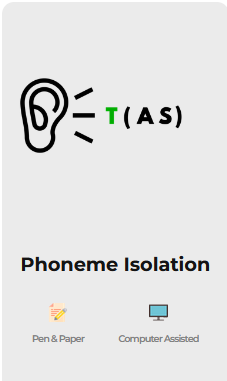 T (AS)
Phoneme Isolation
Pen & Paper Computer Assisted